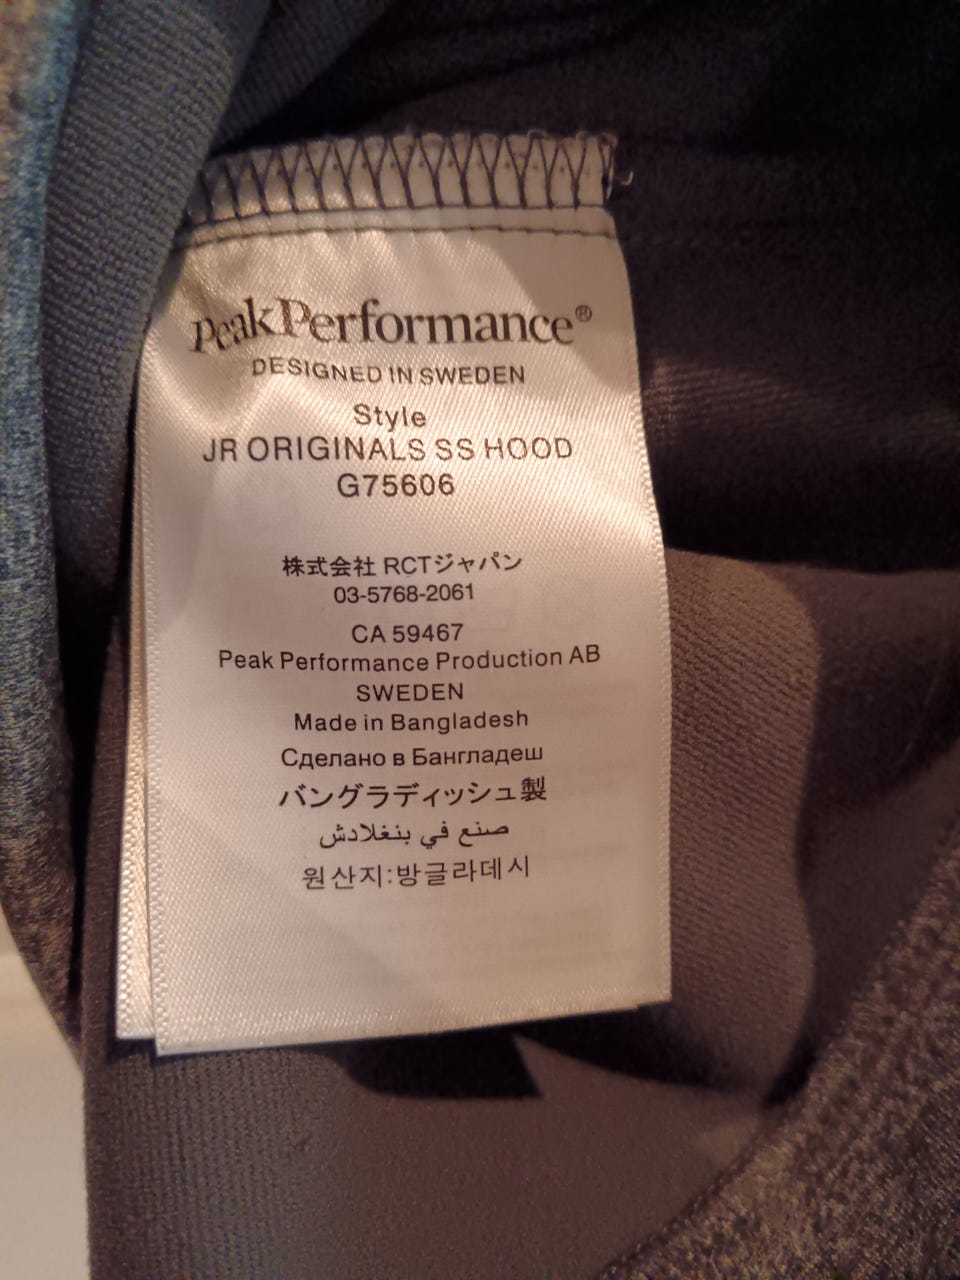 PeakPerformance®
DESIGNED IN SWEDEN
Style
JR ORIGINALS SS HOOD
G75606
株式会社 RCTジャパン
03-5768-2061
CA 59467
Peak Performance Production AB
SWEDEN
Made in Bangladesh
Сделано в Бангладеш
バングラディッシュ製
صنع في بنغلادش
원산지:방글라데시